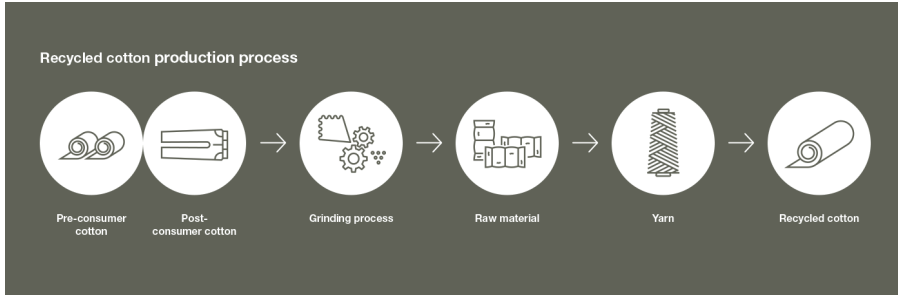 Recycled cotton production process
Pre-consumer
cotton
Post-
consumer cotton
Grinding process
Raw material
Yarn
Recycled cotton